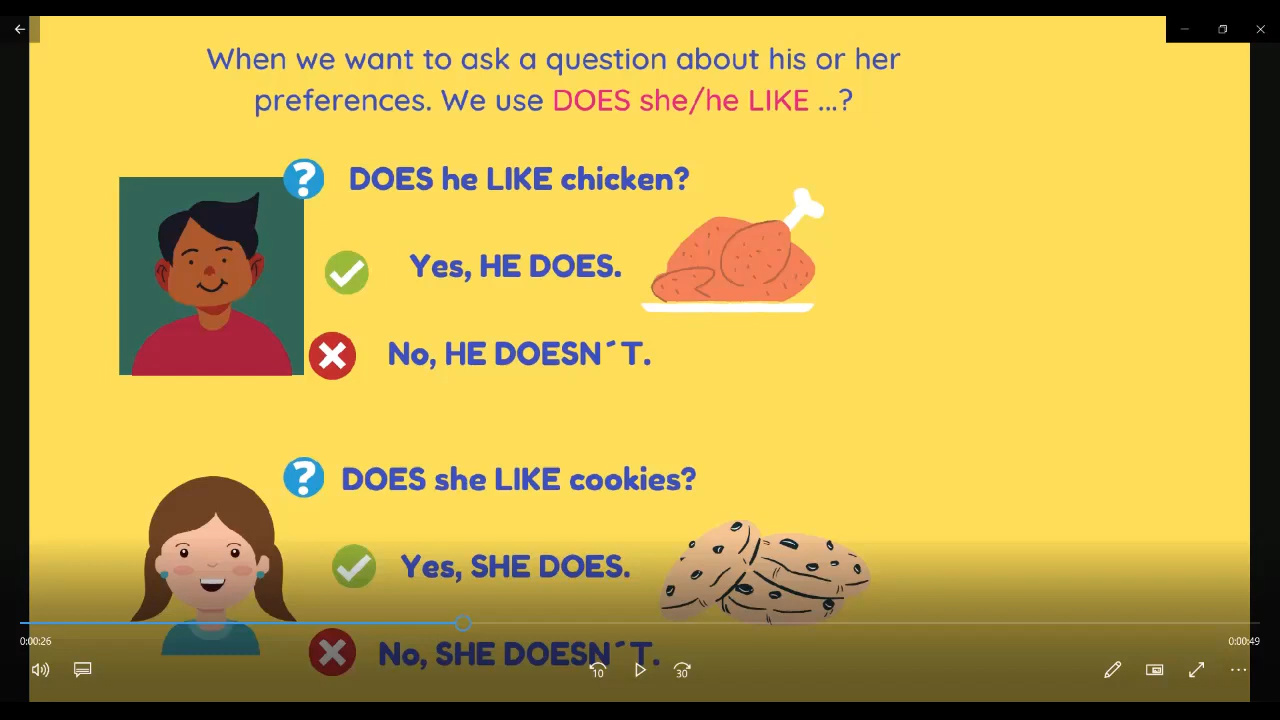 When we want to ask a question about his or her
preferences. We use DOES she/he LIKE ...?
DOES he LIKE chicken?
Yes, HE DOES.
No, HE DOESN´T.
DOES she LIKE cookies?
Yes, SHE DOES.
No, SHE DOESN´T.
0:00:26
0:00:49
10
30